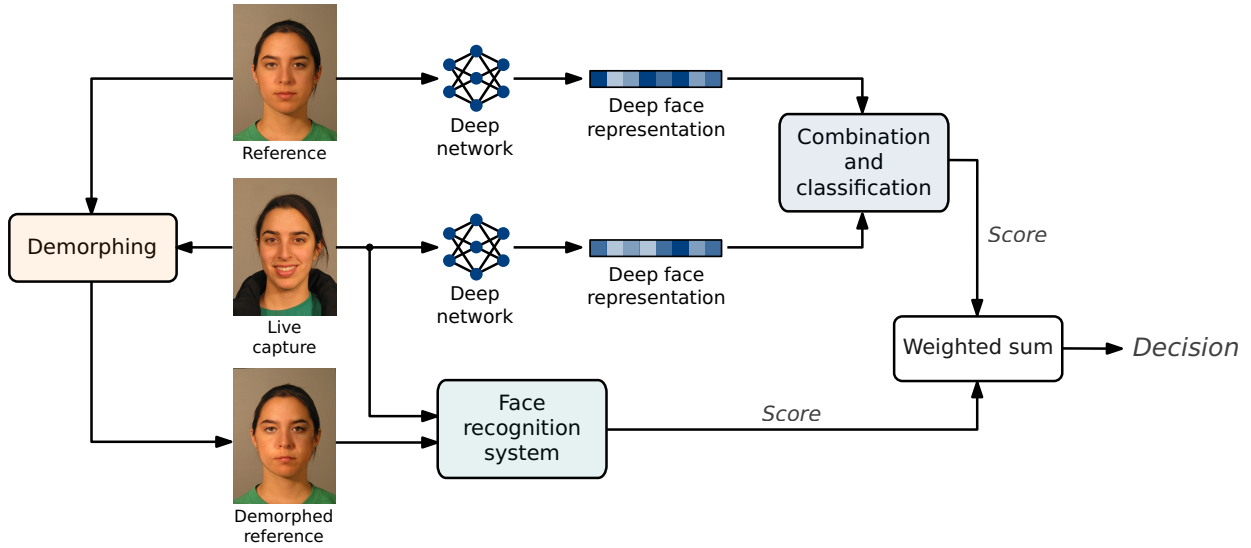 Reference
Deep
network
Deep face
representation
Combination
and
classification
Demorphing
Live
capture
Deep
network
Deep face
representation
Score
Weighted sum
Decision
Demorphed
reference
Face
recognition
system
Score